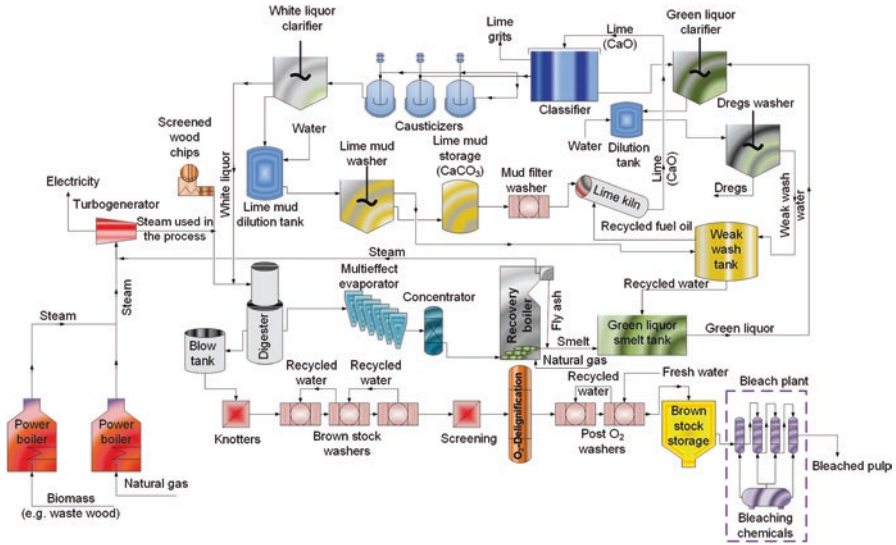 White liquor
clarifier
Lime
grits
Lime
(CaO)
Green liquor
clarifier
Classifier
Causticizers
Dregs washer
Screened
wood
chips
Water
Lime mud
washer
Lime mud
storage
(CaCO3)
Mud filter
washer
Water
Dilution
tank
Lime
(CaO)
White liquor
Lime mud
dilution tank
Lime kiln
Dregs
Weak wash
water
Electricity
Turbogenerator
Steam used in
the process
Recycled fuel oil
Weak
wash
tank
Steam
Multieffect
evaporator
Concentrator
Recovery
boiler
Fly ash
Recycled water
Steam
Steam
Digester
Blow
tank
Smelt
Green liquor
smelt tank
Green liquor
Natural gas
Recycled
water
Recycled
water
Recycled
water
Fresh water
Bleach plant
Power
boiler
Power
boiler
Knotters
Brown stock
washers
Screening
O2-Delignification
Post O2
washers
Brown
stock
storage
Bleached pulp
Natural gas
Biomass
(e.g. waste wood)
Bleaching
chemicals